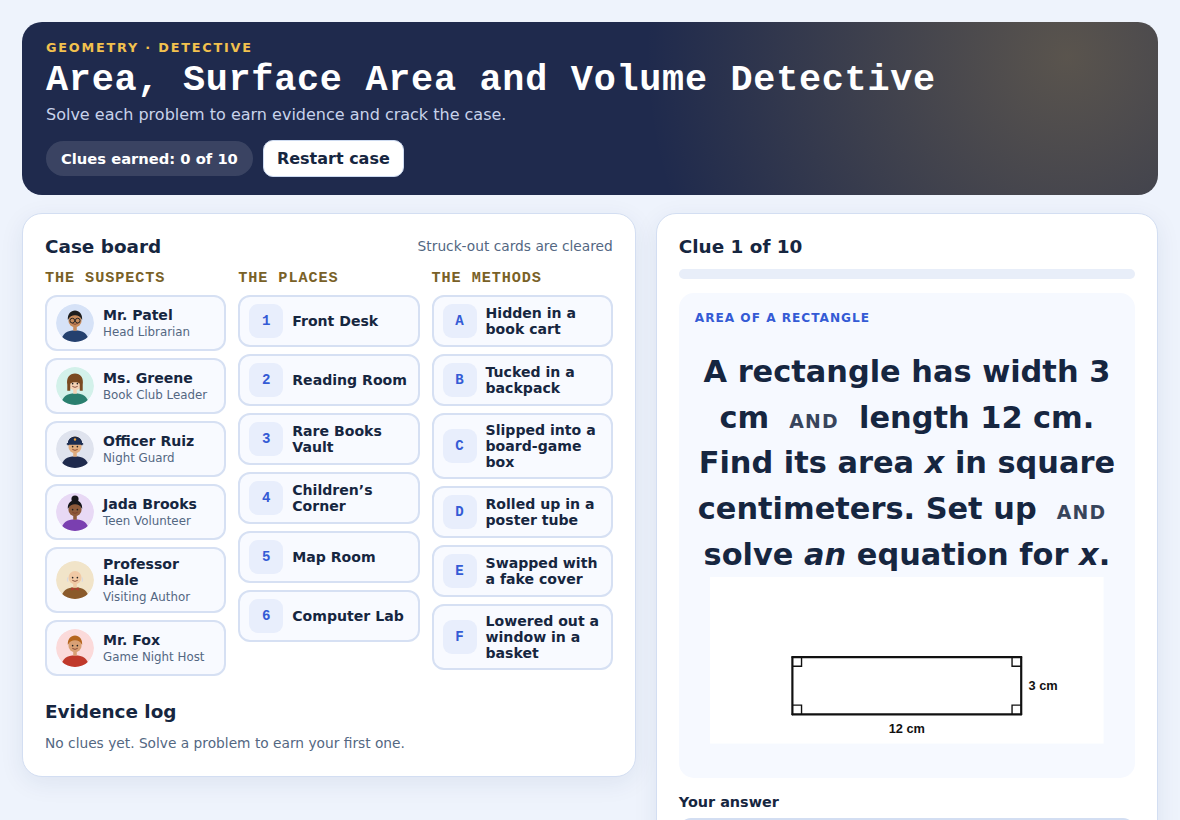 GEOMETRY · DETECTIVE
Area, Surface Area and Volume Detective
Solve each problem to earn evidence and crack the case.
Clues earned: 0 of 10
Restart case
Case board
Struck-out cards are cleared
THE SUSPECTS
Mr. Patel
Head Librarian
Ms. Greene
Book Club Leader
Officer Ruiz
Night Guard
Jada Brooks
Teen Volunteer
Professor
Hale
Visiting Author
Mr. Fox
Game Night Host
THE PLACES
1 Front Desk
2 Reading Room
3 Rare Books
Vault
4 Children’s
Corner
5 Map Room
6 Computer Lab
THE METHODS
A Hidden in a
book cart
B Tucked in a
backpack
C Slipped into a
board-game
box
D Rolled up in a
poster tube
E Swapped with
a fake cover
F Lowered out a
window in a
basket
Evidence log
No clues yet. Solve a problem to earn your first one.
Clue 1 of 10
AREA OF A RECTANGLE
A rectangle has width 3
cm AND length 12 cm.
Find its area x in square
centimeters. Set up AND
solve an equation for x.
3 cm
12 cm
Your answer